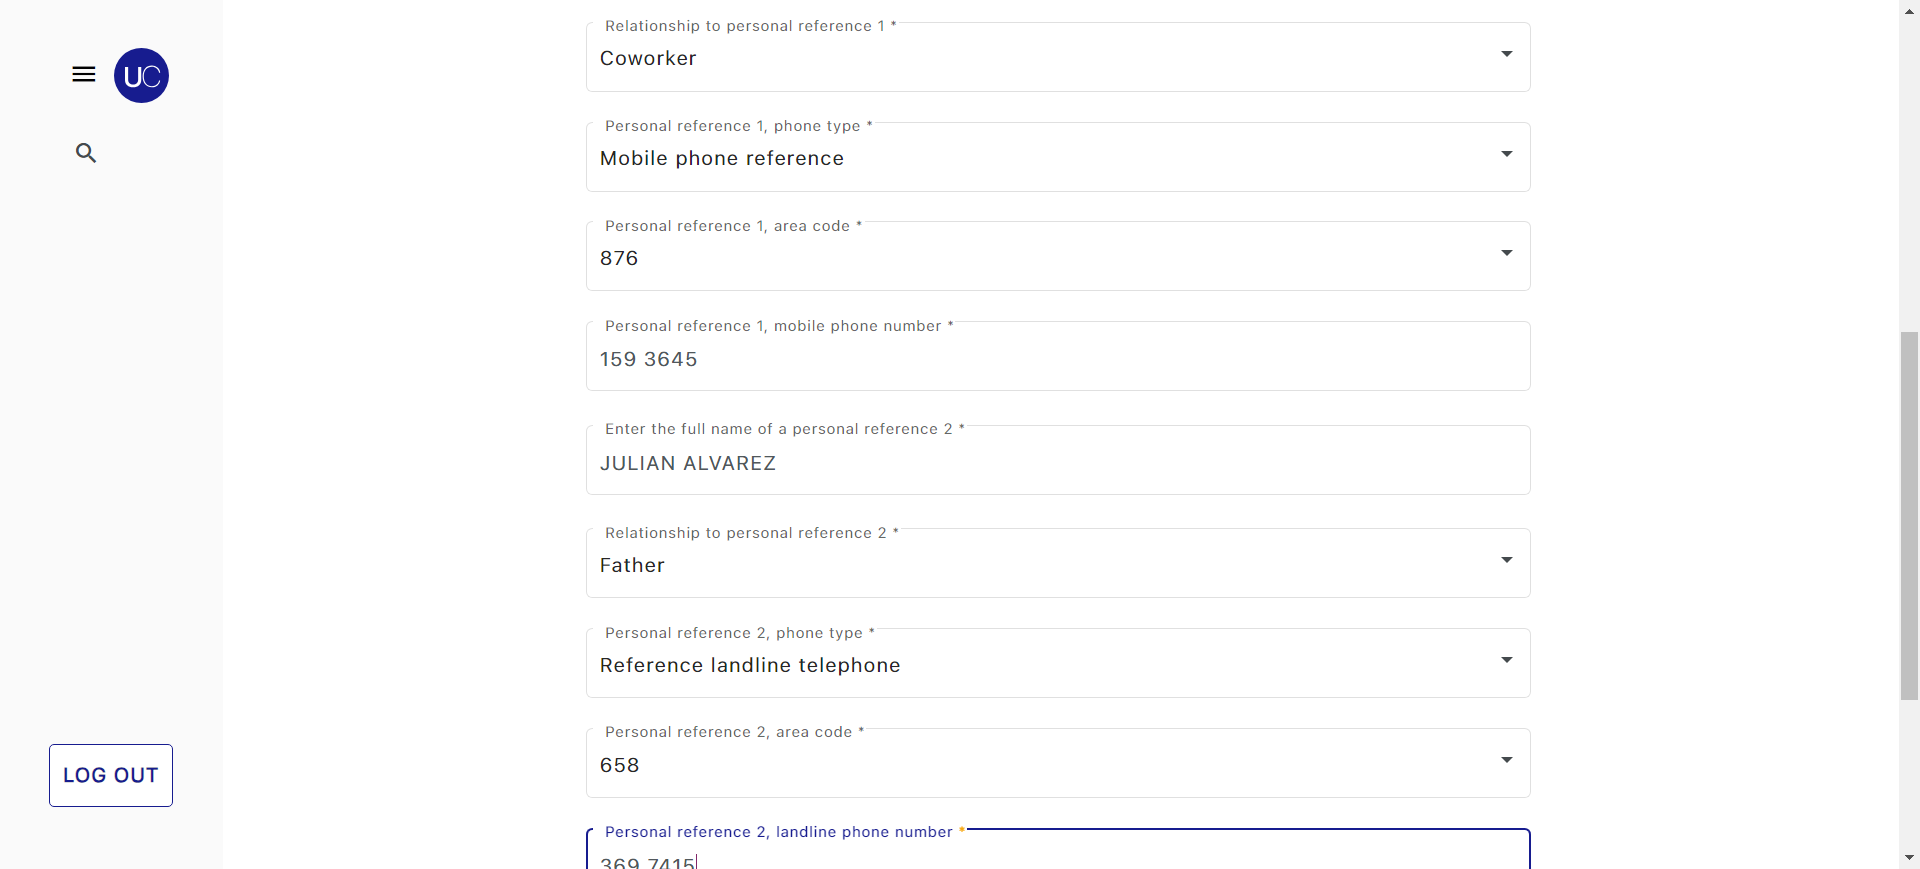 UC
Relationship to personal reference 1 *
Coworker
Personal reference 1, phone type *
Mobile phone reference
Personal reference 1, area code *
876
Personal reference 1, mobile phone number *
159 3645
Enter the full name of a personal reference 2 *
JULIAN ALVAREZ
Relationship to personal reference 2 *
Father
Personal reference 2, phone type *
Reference landline telephone
Personal reference 2, area code *
658
Personal reference 2, landline phone number *
369 7415
LOG OUT